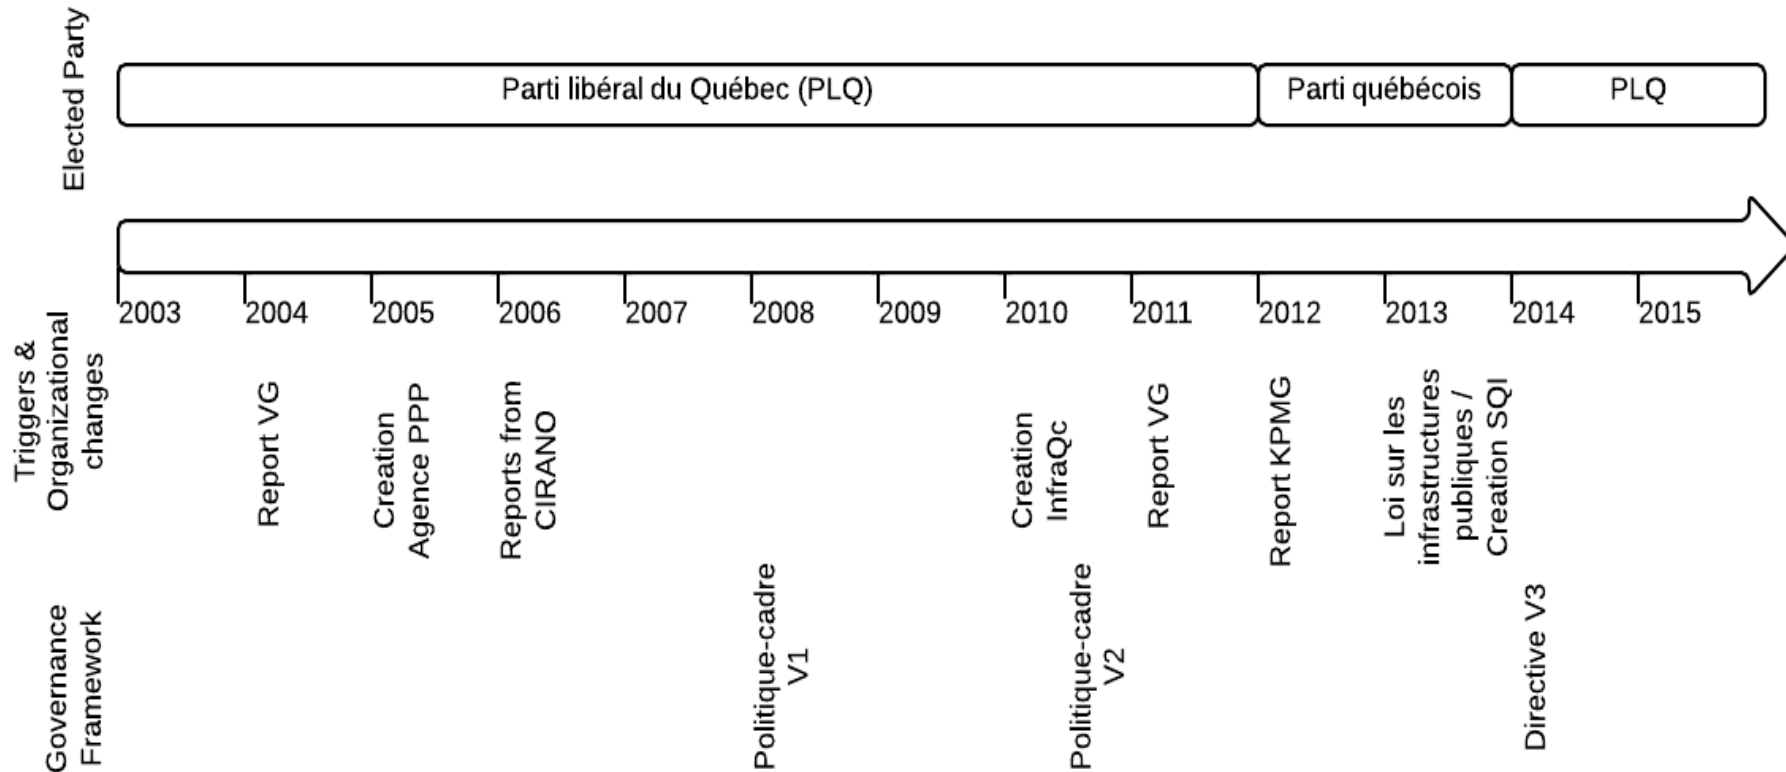 Elected Party
Parti libéral du Québec (PLQ)
Parti québécois
PLQ
2003
2004
2005
2006
2007
2008
2009
2010
2011
2012
2013
2014
2015
Triggers &
Organizational
changes
Report VG
Creation
Agence PPP
Reports from
CIRANO
Creation
InfraQc
Report VG
Report KPMG
Loi sur les
infrastructures
publiques /
Creation SQI
Governance
Framework
Politique-cadre
V1
Politique-cadre
V2
Directive V3